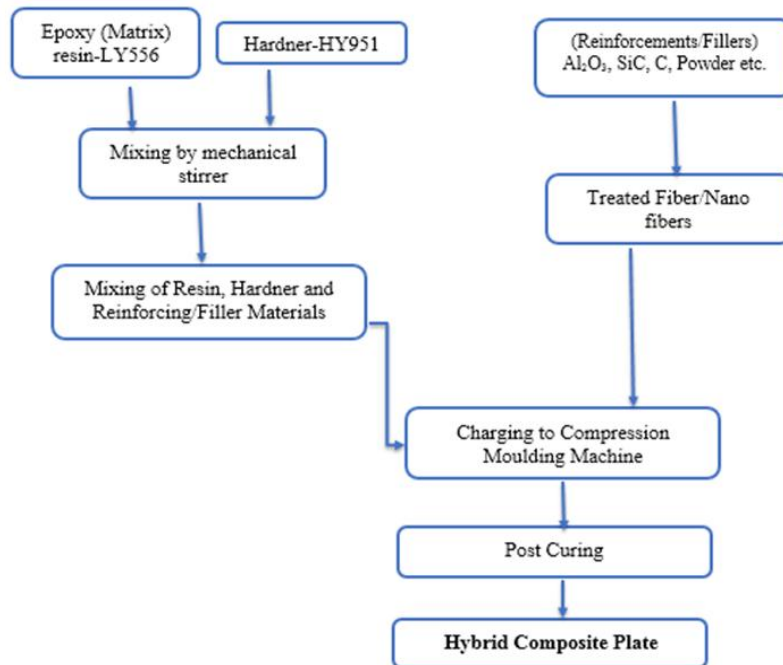 Epoxy (Matrix)
resin-LY556
Hardner-HY951
(Reinforcements/Fillers)
Al₂O₃, SiC, C, Powder etc.
Mixing by mechanical
stirrer
Treated Fiber/Nano
fibers
Mixing of Resin, Hardner and
Reinforcing/Filler Materials
Charging to Compression
Moulding Machine
Post Curing
Hybrid Composite Plate